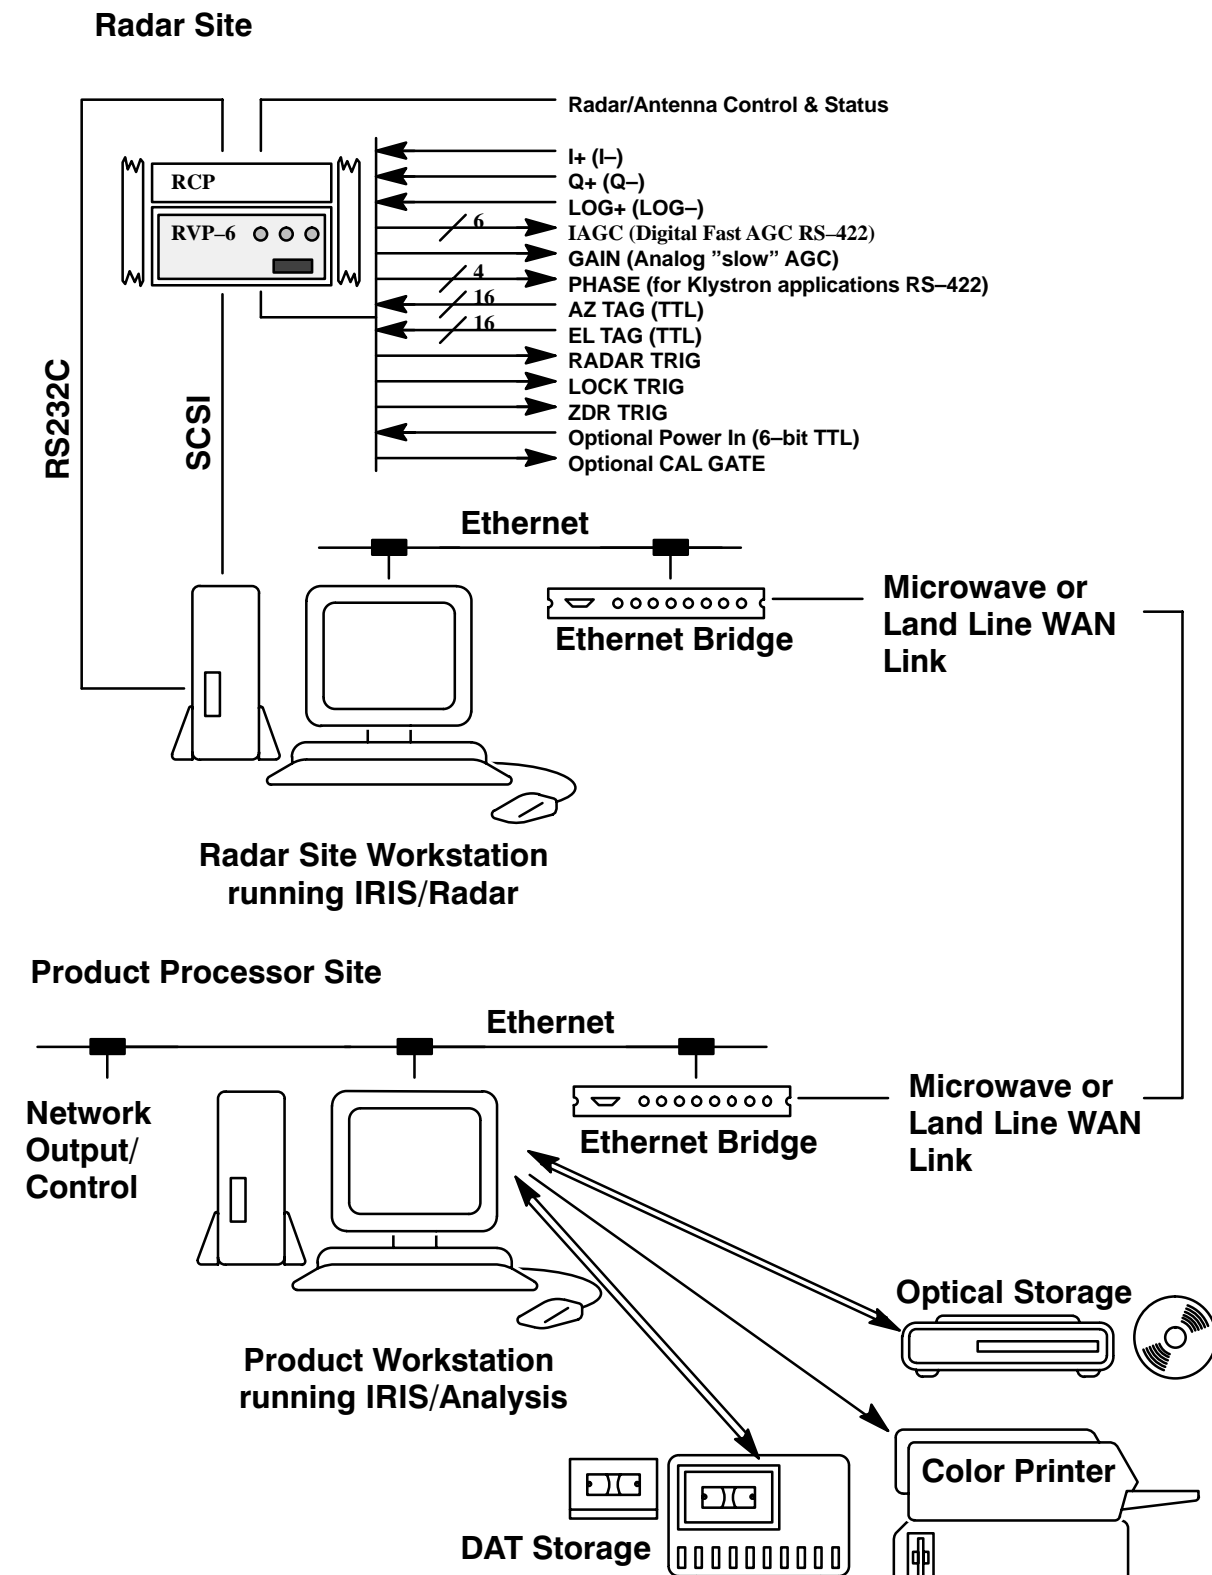 Radar Site
Radar/Antenna Control & Status
I+ (I–)
Q+ (Q–)
LOG+ (LOG–)
6
IAGC (Digital Fast AGC RS–422)
GAIN (Analog ”slow” AGC)
4
PHASE (for Klystron applications RS–422)
16
AZ TAG (TTL)
16
EL TAG (TTL)
RADAR TRIG
LOCK TRIG
ZDR TRIG
Optional Power In (6–bit TTL)
Optional CAL GATE
RCP
RVP–6
RS232C
SCSI
Ethernet
Ethernet Bridge
Microwave or
Land Line WAN
Link
Radar Site Workstation
running IRIS/Radar
Product Processor Site
Ethernet
Network
Output/
Control
Ethernet Bridge
Microwave or
Land Line WAN
Link
Product Workstation
running IRIS/Analysis
Optical Storage
Color Printer
DAT Storage